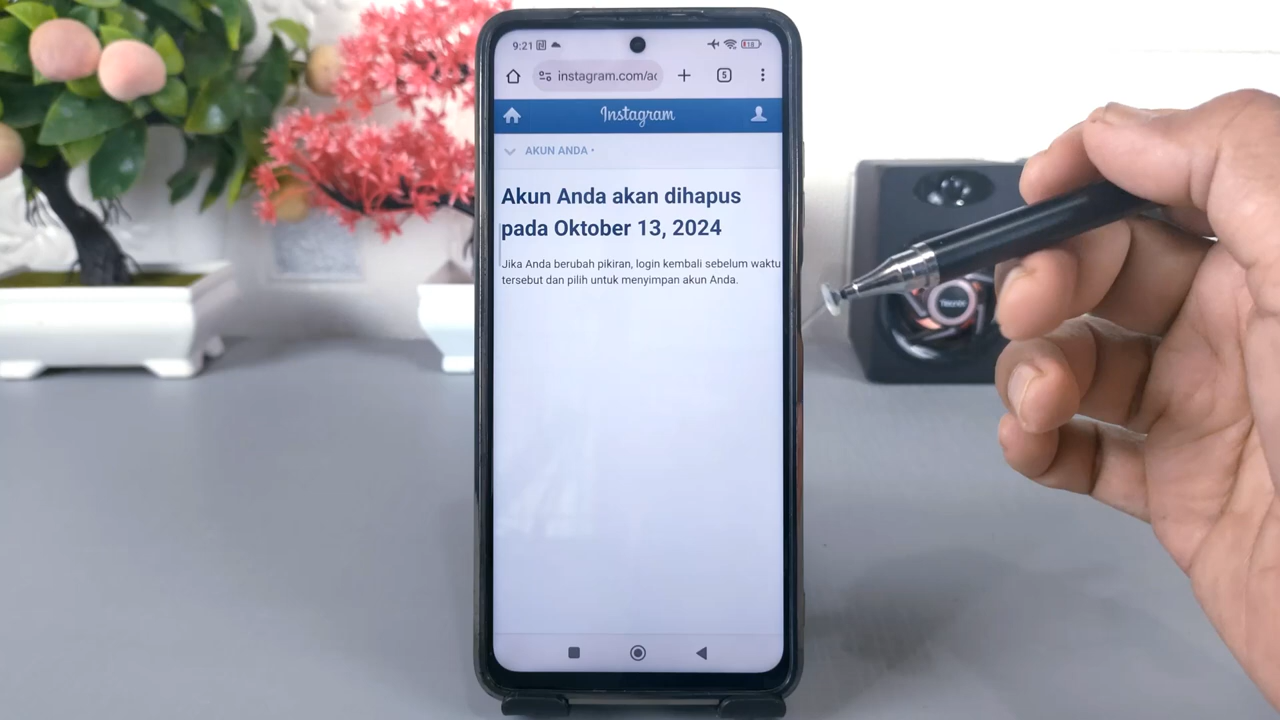 9:21
18
instagram.com/ac
5
Instagram
AKUN ANDA •
Akun Anda akan dihapus
pada Oktober 13, 2024
Jika Anda berubah pikiran, login kembali sebelum waktu
tersebut dan pilih untuk menyimpan akun Anda.